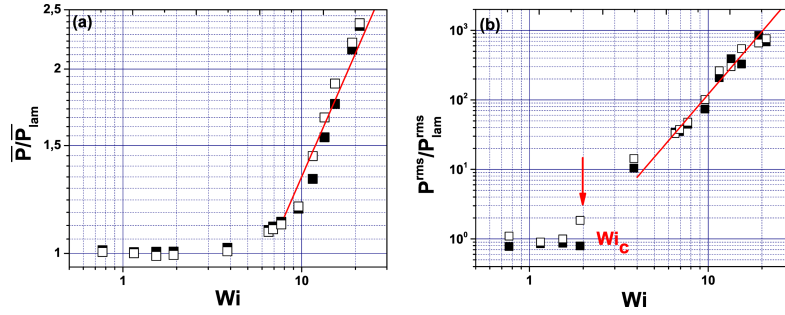 (a)
2,5
2
1,5
1
P̅/P̅lam
1
10
Wi
(b)
10³
10²
10¹
10⁰
Pʳᵐˢ/Pʳᵐˢlam
Wic
1
10
Wi